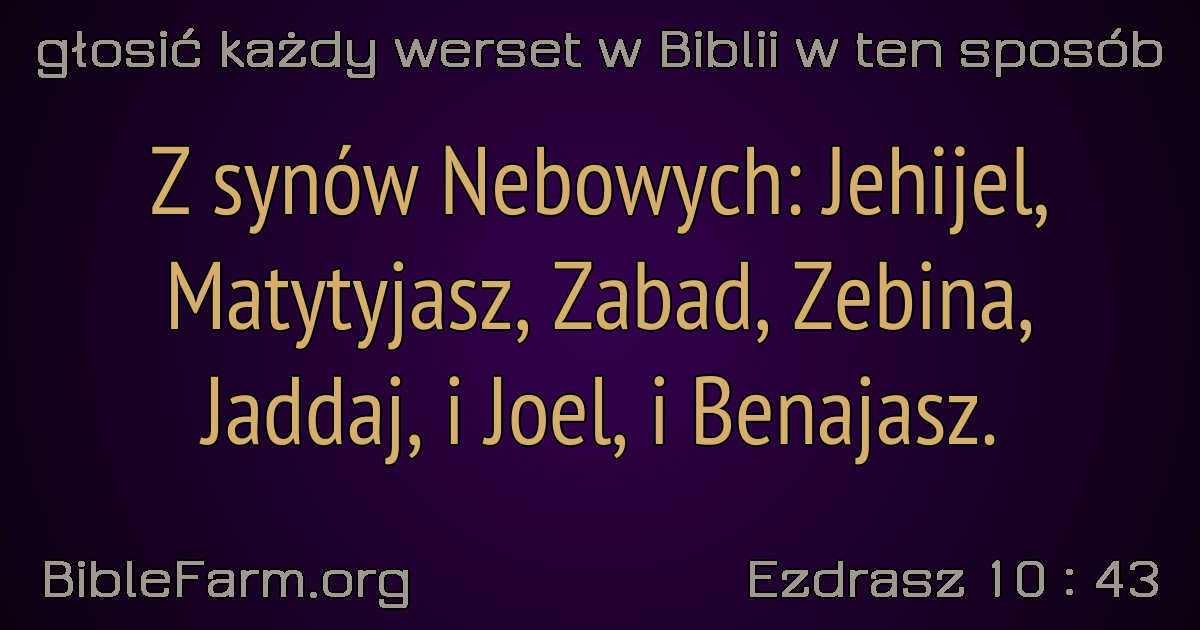 głosić każdy werset w Biblii w ten sposób
Z synów Nebowych: Jehijel,
Matytyjasz, Zabad, Zebina,
Jaddaj, i Joel, i Benajasz.
BibleFarm.org
Ezdrasz 10 : 43